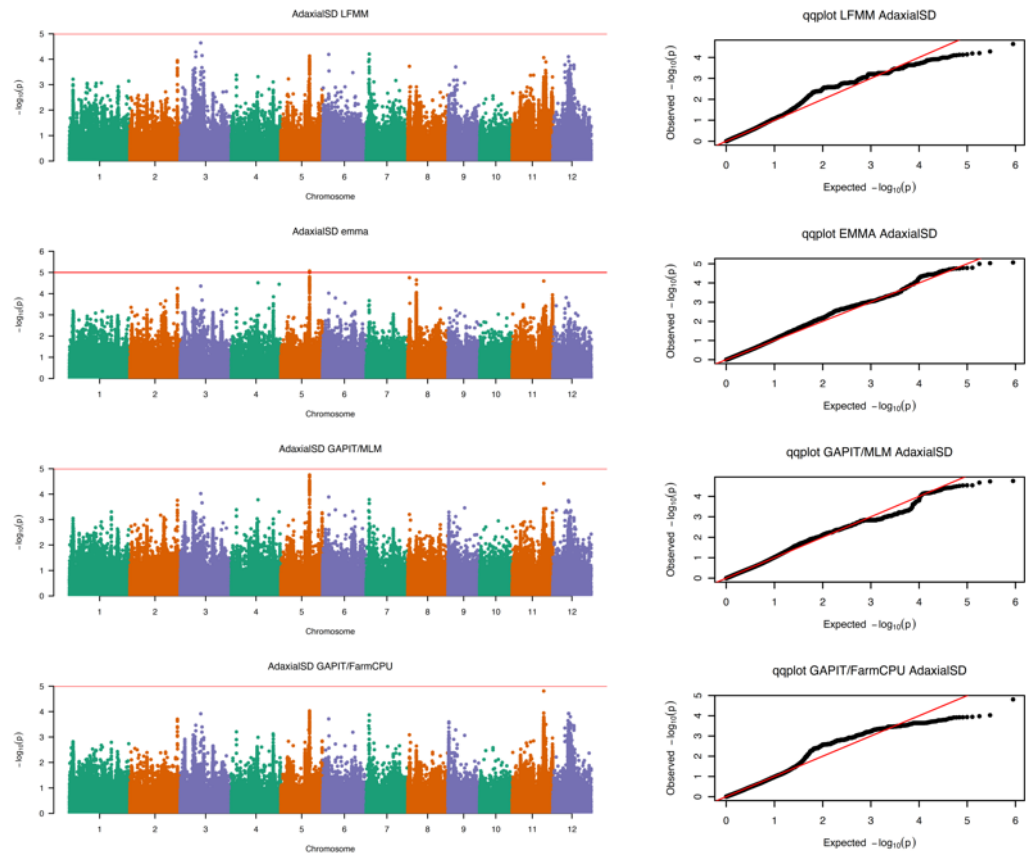 AdaxialSD LFMM
−log10(p)
5
4
3
2
1
0
1 2 3 4 5 6 7 8 9 10 11 12
Chromosome
qqplot LFMM AdaxialSD
Observed −log10(p)
4
3
2
1
0
0 1 2 3 4 5 6
Expected −log10(p)
AdaxialSD emma
−log10(p)
6
5
4
3
2
1
0
1 2 3 4 5 6 7 8 9 10 11 12
Chromosome
qqplot EMMA AdaxialSD
Observed −log10(p)
5
4
3
2
1
0
0 1 2 3 4 5 6
Expected −log10(p)
AdaxialSD GAPIT/MLM
−log10(p)
5
4
3
2
1
0
1 2 3 4 5 6 7 8 9 10 11 12
Chromosome
qqplot GAPIT/MLM AdaxialSD
Observed −log10(p)
4
3
2
1
0
0 1 2 3 4 5 6
Expected −log10(p)
AdaxialSD GAPIT/FarmCPU
−log10(p)
5
4
3
2
1
0
1 2 3 4 5 6 7 8 9 10 11 12
Chromosome
qqplot GAPIT/FarmCPU AdaxialSD
Observed −log10(p)
5
4
3
2
1
0
0 1 2 3 4 5 6
Expected −log10(p)